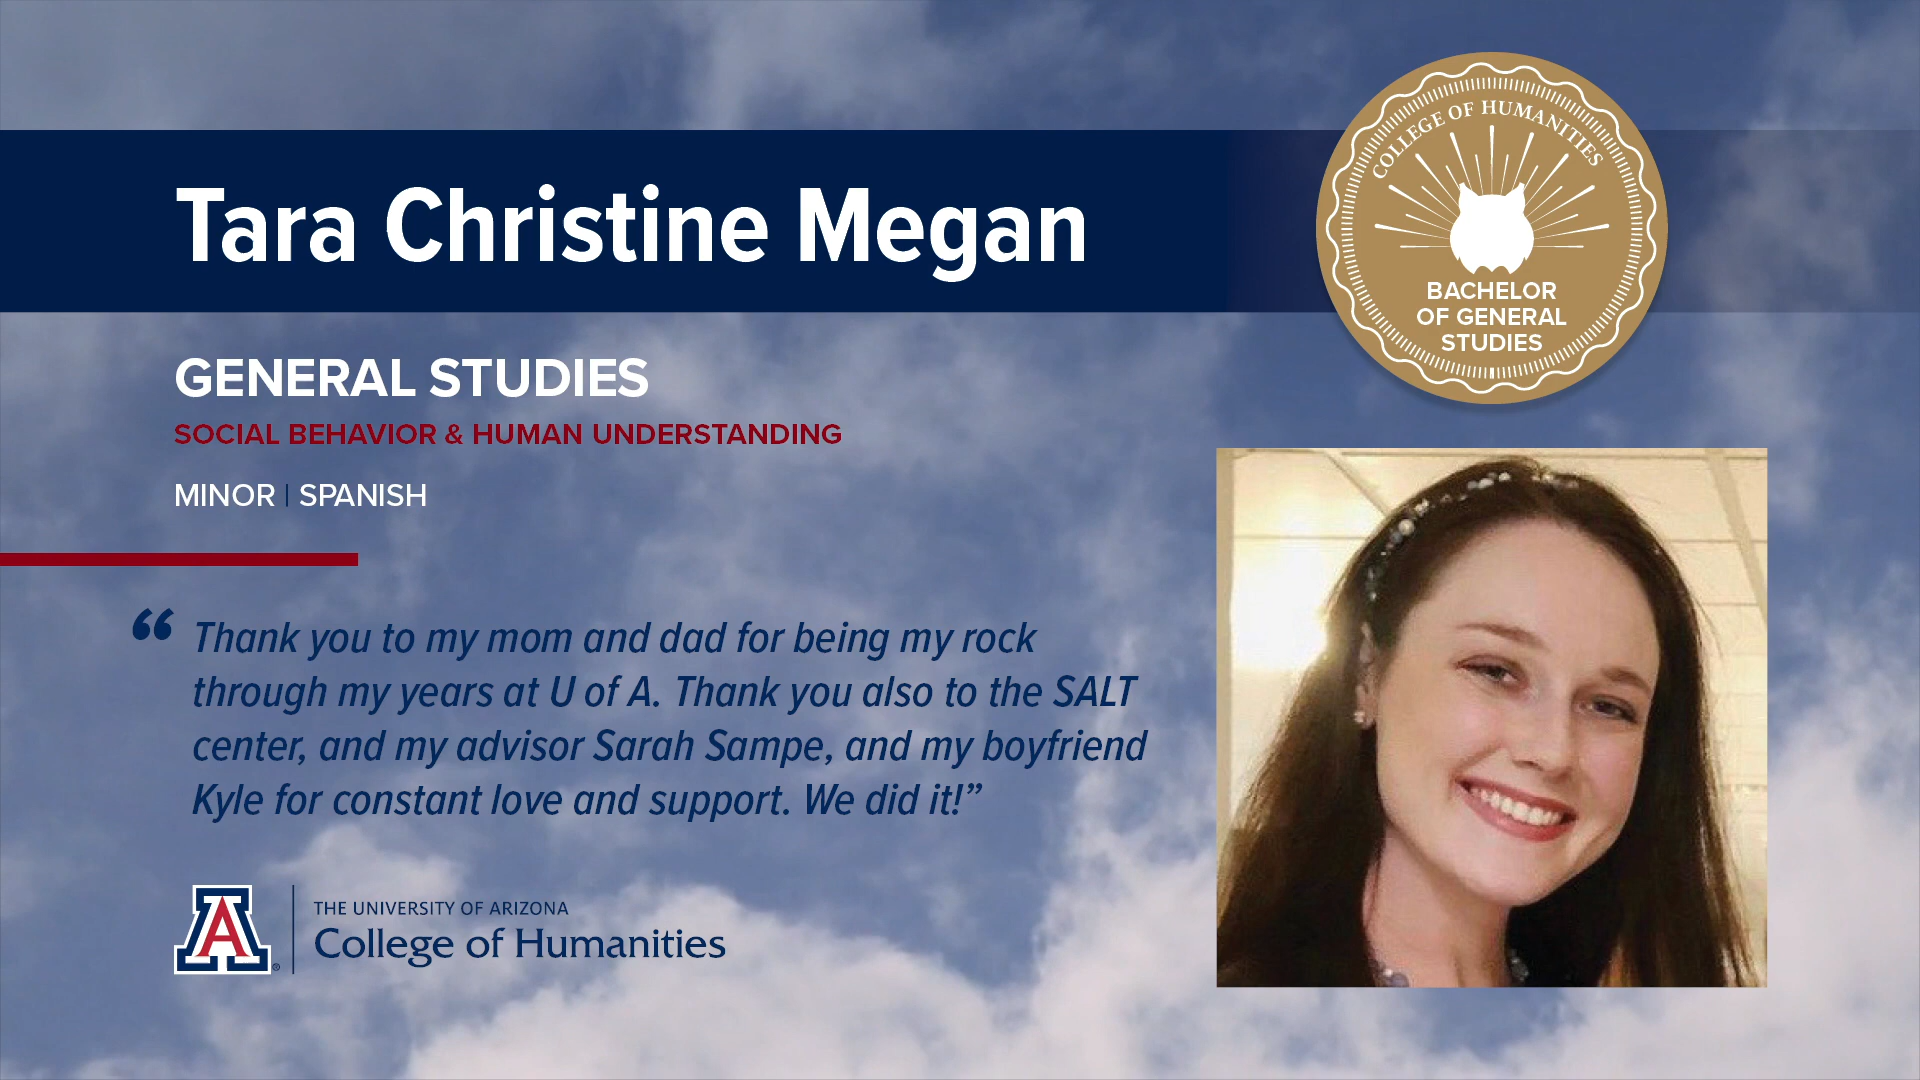 Tara Christine Megan
COLLEGE OF HUMANITIES
BACHELOR
OF GENERAL
STUDIES
GENERAL STUDIES
SOCIAL BEHAVIOR & HUMAN UNDERSTANDING
MINOR | SPANISH
“ Thank you to my mom and dad for being my rock
through my years at U of A. Thank you also to the SALT
center, and my advisor Sarah Sampe, and my boyfriend
Kyle for constant love and support. We did it!”
A®
THE UNIVERSITY OF ARIZONA
College of Humanities